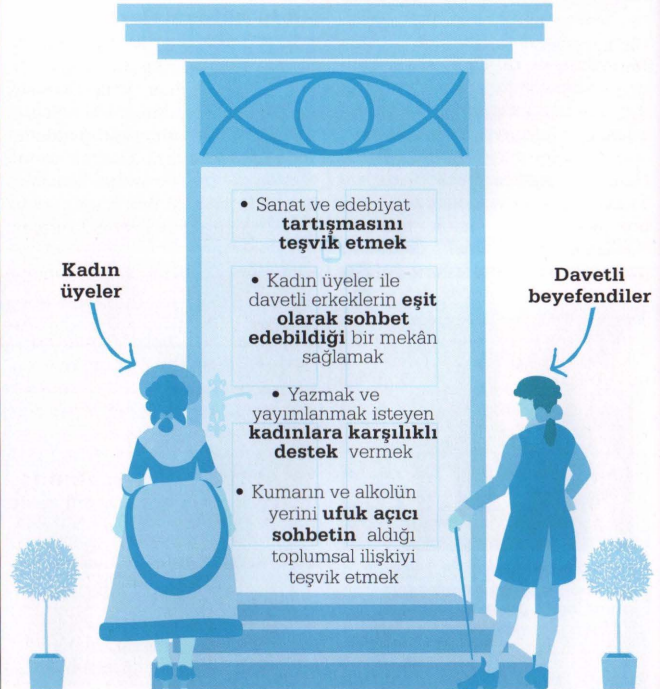 • Sanat ve edebiyat
tartışmasını
teşvik etmek
Kadın
üyeler
• Kadın üyeler ile
davetli erkeklerin eşit
olarak sohbet
edebildiği bir mekân
sağlamak
Davetli
beyefendiler
• Yazmak ve
yayımlanmak isteyen
kadınlara karşılıklı
destek vermek
• Kumarın ve alkolün
yerini ufuk açıcı
sohbetin aldığı
toplumsal ilişkiyi
teşvik etmek